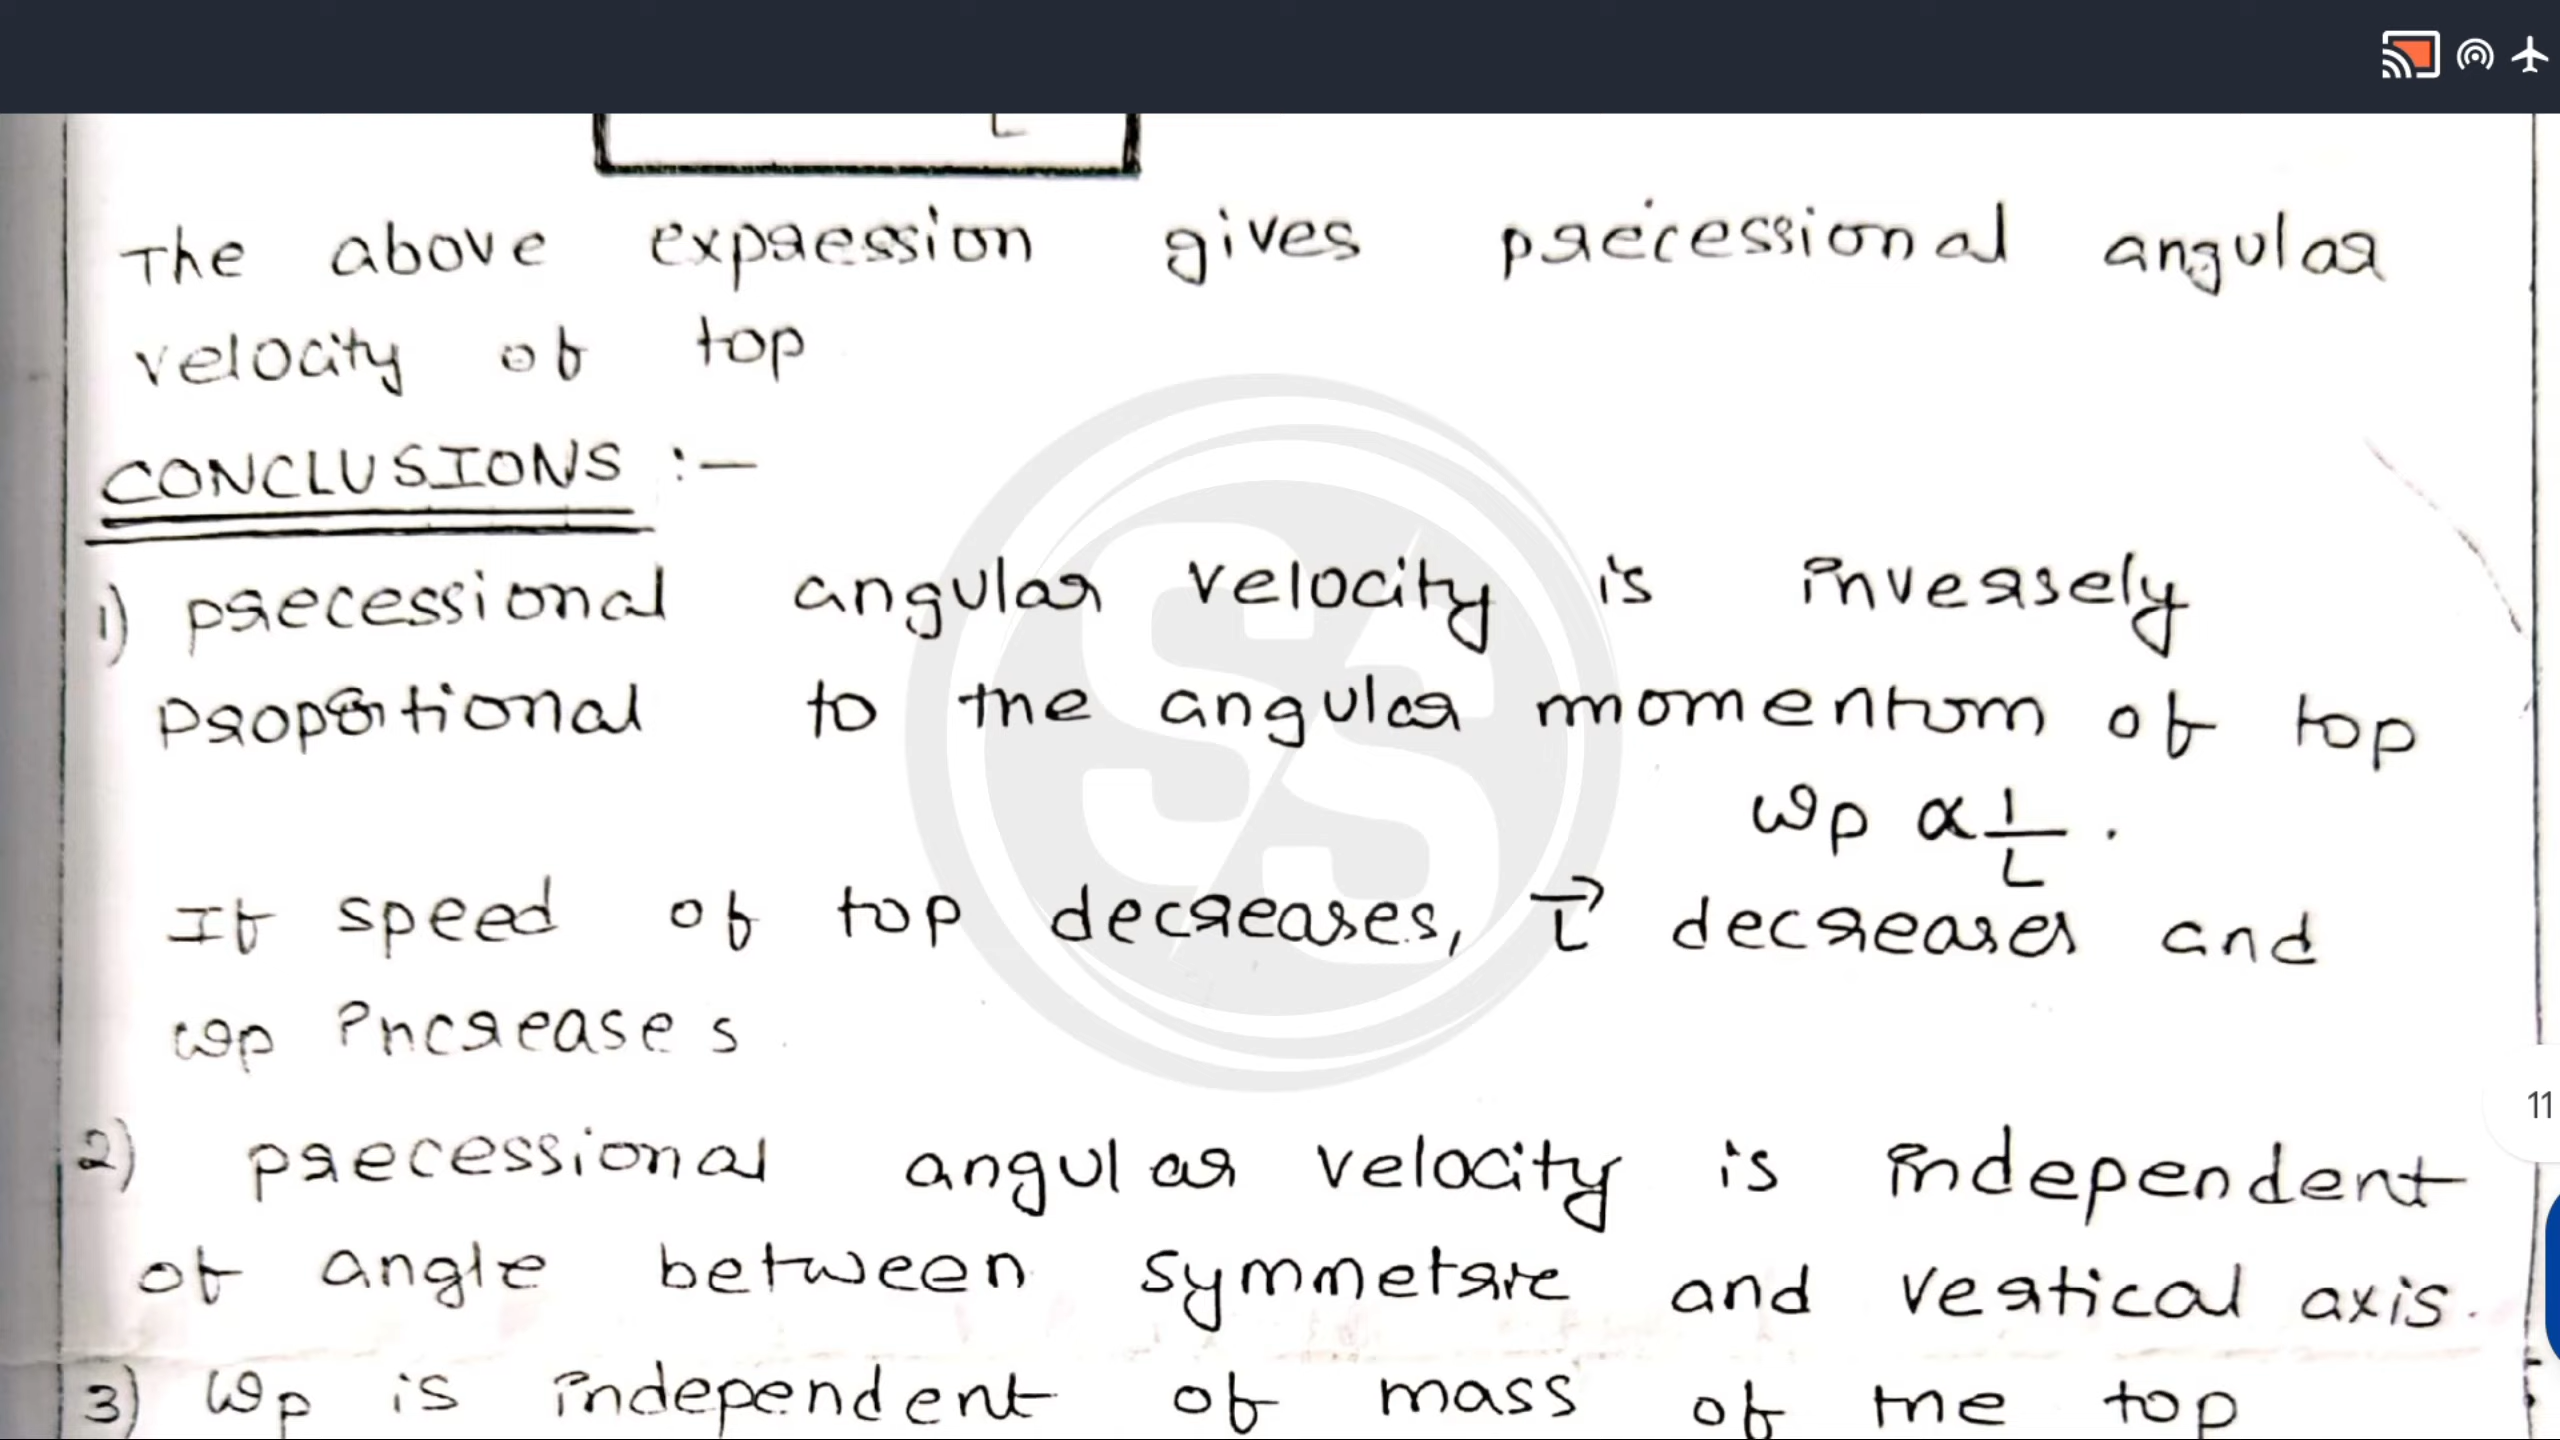 L
The above expression gives precessional angular
velocity of top
CONCLUSIONS :-
1) precessional angular velocity is inversely
proportional to the angular momentum of top
ωp ∝ 1/L .
If speed of top decreases, L⃗ decreases and
ωp increases
2) precessional angular velocity is independent
of angle between symmetric and vertical axis.
3) ωp is independent of mass of the top
SS
11